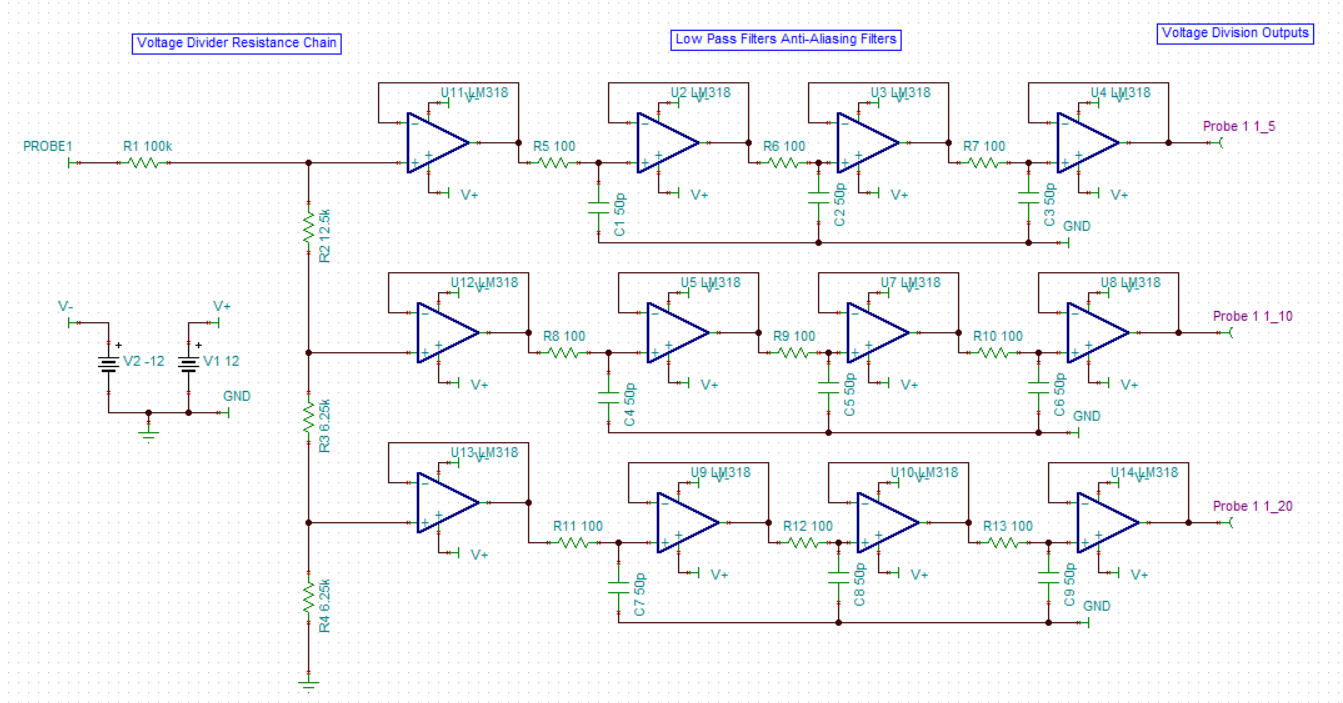 Voltage Divider Resistance Chain
Low Pass Filters Anti-Aliasing Filters
Voltage Division Outputs
U11 LM318
V-
U2 LM318
V-
U3 LM318
V-
U4 LM318
V-
PROBE1
R1 100k
R5 100
R6 100
R7 100
Probe 1 1_5
V+
V+
V+
V+
R2 12.5k
C1 50p
C2 50p
C3 50p
GND
U12 LM318
V-
U5 LM318
V-
U7 LM318
V-
U8 LM318
V-
V-
V+
R8 100
R9 100
R10 100
Probe 1 1_10
V2 -12
V1 12
V+
V+
V+
V+
GND
R3 6.25k
C4 50p
C5 50p
C6 50p
GND
U13 LM318
V-
U9 LM318
V-
U10 LM318
V-
U14 LM318
V-
R11 100
R12 100
R13 100
Probe 1 1_20
V+
V+
V+
V+
R4 6.25k
C7 50p
C8 50p
C9 50p
GND